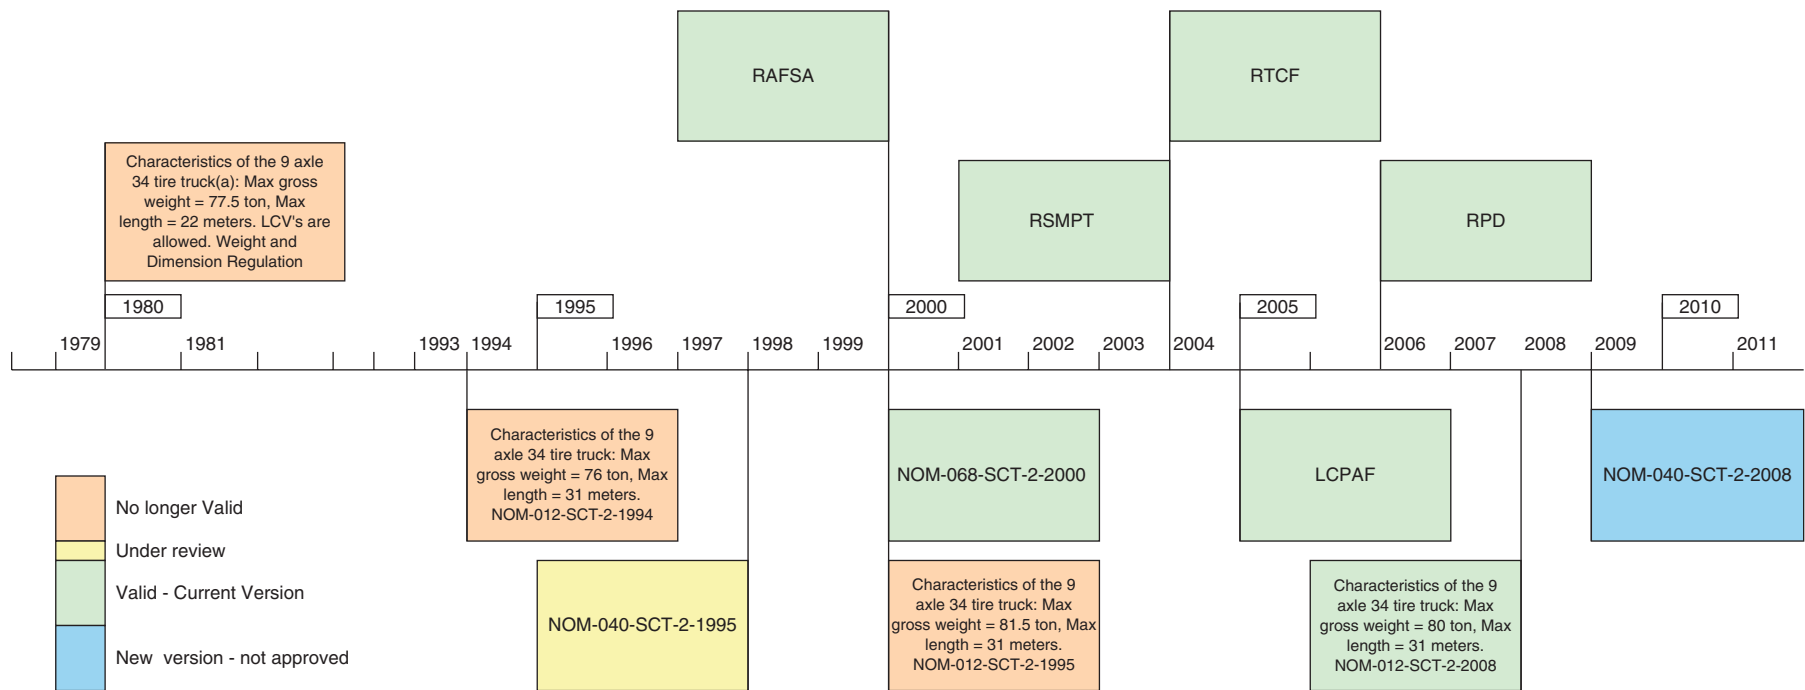 RAFSA
RTCF
Characteristics of the 9 axle
34 tire truck(a): Max gross
weight = 77.5 ton, Max
length = 22 meters. LCV's are
allowed. Weight and
Dimension Regulation
RSMPT
RPD
1980
1995
2000
2005
2010
1979
1981
1993
1994
1996
1997
1998
1999
2001
2002
2003
2004
2006
2007
2008
2009
2011
Characteristics of the 9
axle 34 tire truck: Max
gross weight = 76 ton, Max
length = 31 meters.
NOM-012-SCT-2-1994
NOM-068-SCT-2-2000
LCPAF
NOM-040-SCT-2-2008
No longer Valid
Under review
Valid - Current Version
New version - not approved
NOM-040-SCT-2-1995
Characteristics of the 9
axle 34 tire truck: Max
gross weight = 81.5 ton, Max
length = 31 meters.
NOM-012-SCT-2-1995
Characteristics of the 9
axle 34 tire truck: Max
gross weight = 80 ton, Max
length = 31 meters.
NOM-012-SCT-2-2008